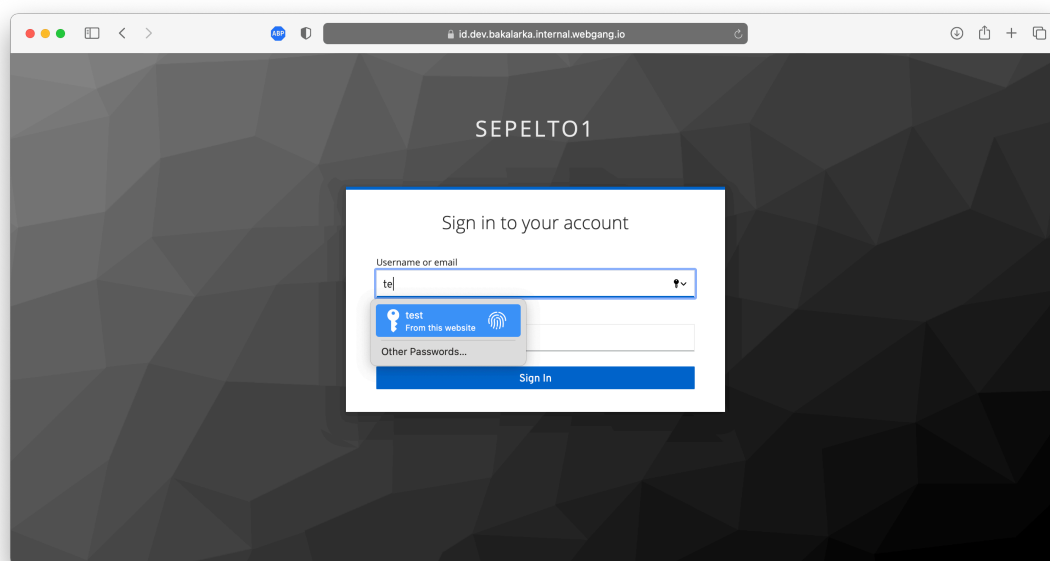 ABP
id.dev.bakalarka.internal.webgang.io
SEPELTO1
Sign in to your account
Username or email
te
test
From this website
Other Passwords...
Sign In